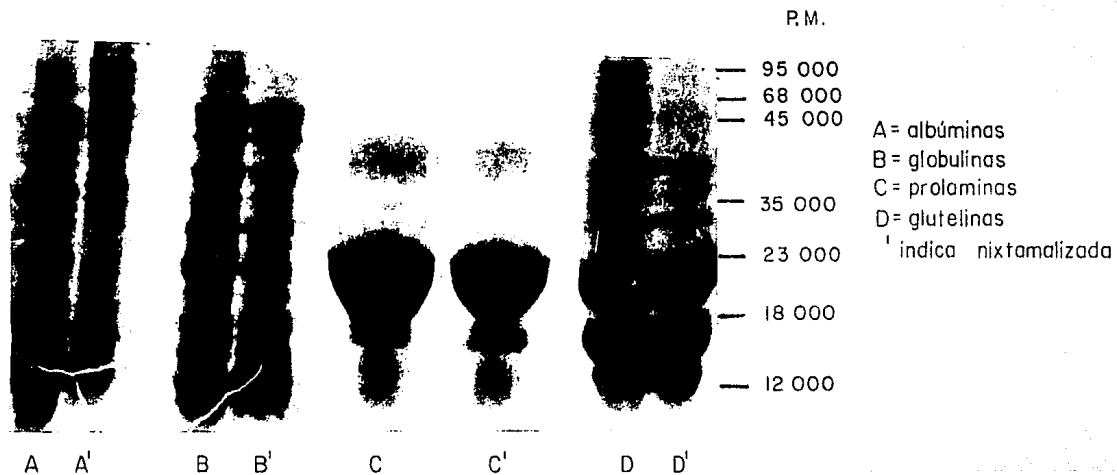 P.M.
95 000
68 000
45 000
35 000
23 000
18 000
12 000
A = albúminas
B = globulinas
C = prolaminas
D = glutelinas
' indica nixtamalizada
A A' B B' C C' D D'